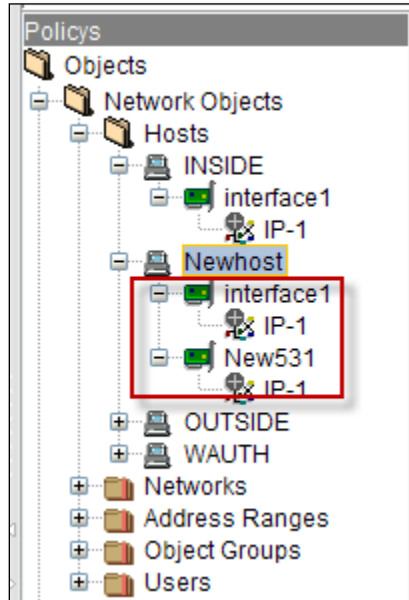 Policys
Objects
Network Objects
Hosts
INSIDE
interface1
IP-1
Newhost
interface1
IP-1
New531
IP-1
OUTSIDE
WAUTH
Networks
Address Ranges
Object Groups
Users